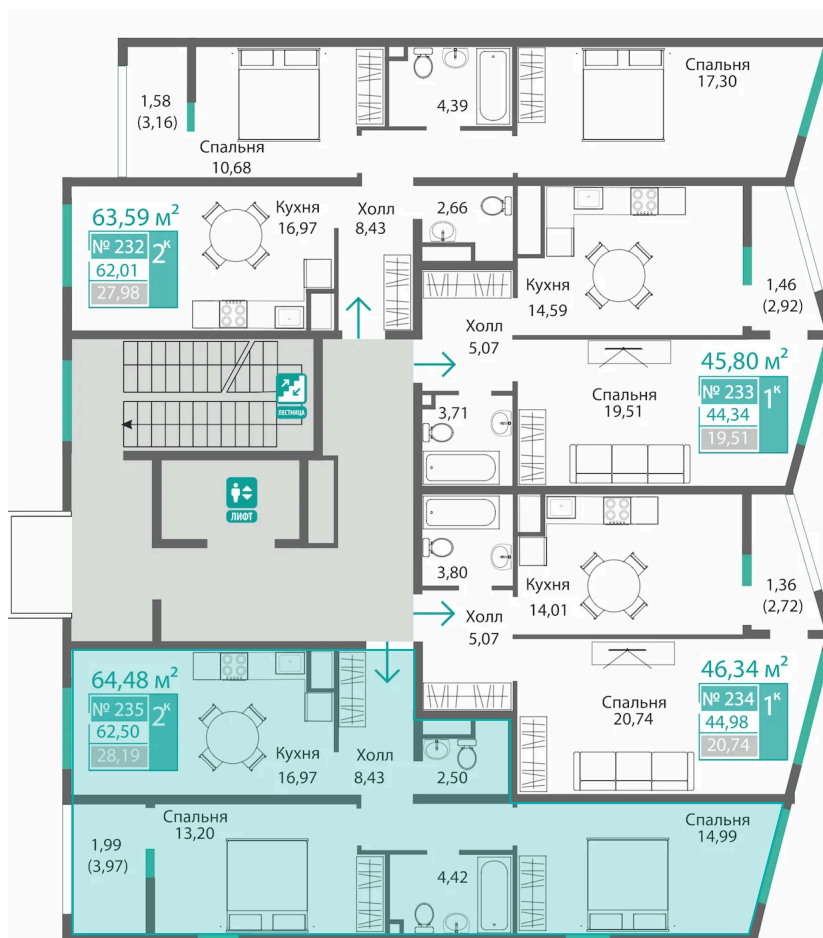 Спальня
17,30
1,58
(3,16)
4,39
Спальня
10,68
63,59 м²
№ 232
2ᴷ
62,01
27,98
Кухня
16,97
Холл
8,43
2,66
Кухня
14,59
1,46
(2,92)
Холл
5,07
45,80 м²
№ 233
1ᴷ
44,34
19,51
Спальня
19,51
3,71
ЛЕСТНИЦА
ЛИФТ
3,80
Кухня
14,01
1,36
(2,72)
Холл
5,07
46,34 м²
№ 234
1ᴷ
44,98
20,74
Спальня
20,74
64,48 м²
№ 235
2ᴷ
62,50
28,19
Кухня
16,97
Холл
8,43
2,50
Спальня
13,20
1,99
(3,97)
4,42
Спальня
14,99